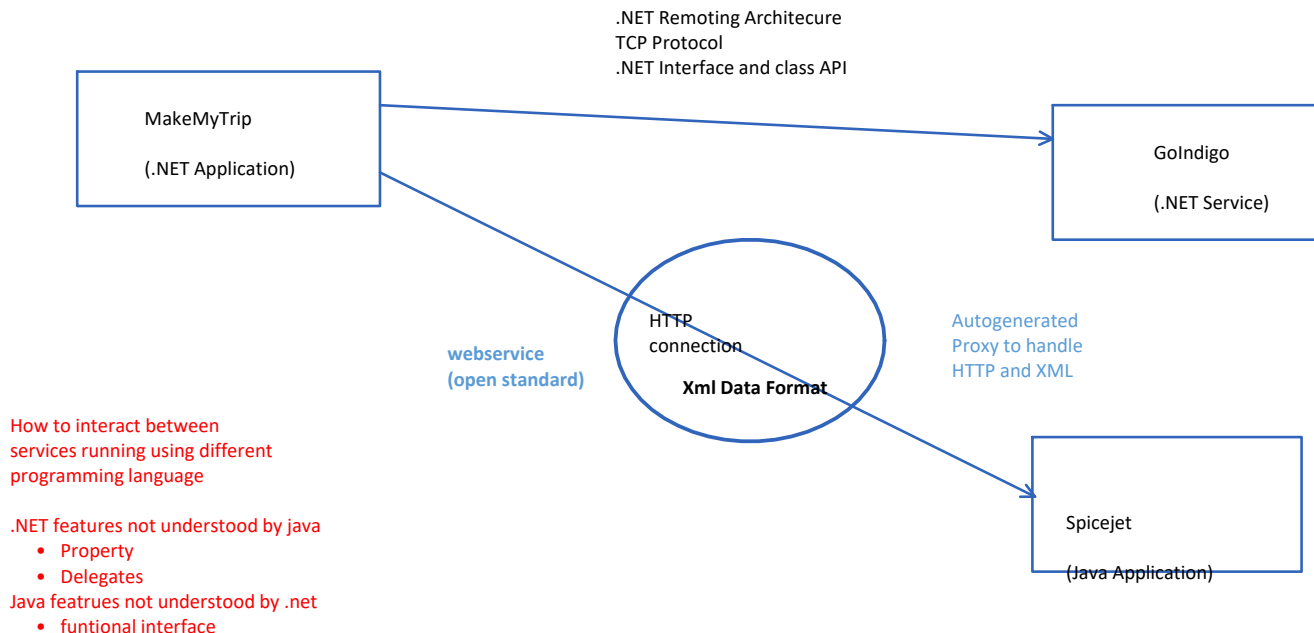 .NET Remoting Architecure
TCP Protocol
.NET Interface and class API
MakeMyTrip
(.NET Application)
GoIndigo
(.NET Service)
HTTP
connection
Xml Data Format
webservice
(open standard)
Autogenerated
Proxy to handle
HTTP and XML
How to interact between
services running using different
programming language
.NET features not understood by java
• Property
• Delegates
Java featrues not understood by .net
• funtional interface
Spicejet
(Java Application)